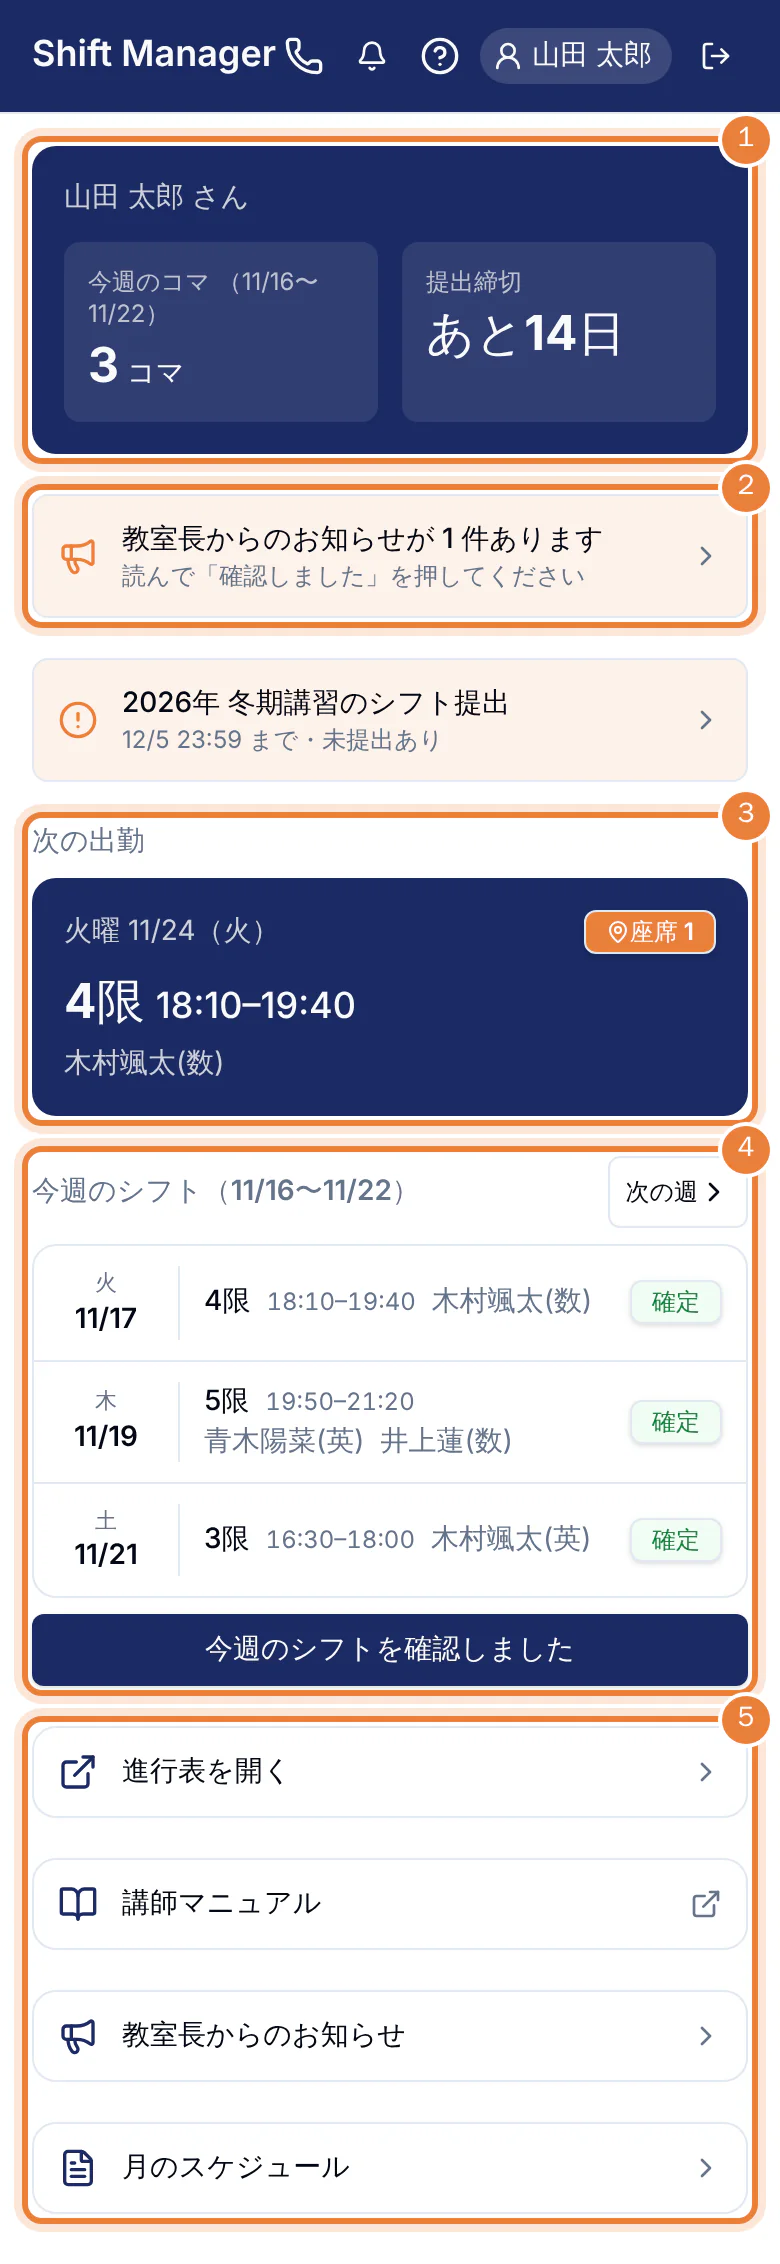 Shift Manager 山田 太郎
1
山田 太郎 さん
今週のコマ （11/16〜
11/22）
3 コマ
提出締切
あと14日
2
教室長からのお知らせが 1 件あります
読んで「確認しました」を押してください
2026年 冬期講習のシフト提出
12/5 23:59 まで・未提出あり
3
次の出勤
火曜 11/24（火）
座席 1
4限 18:10–19:40
木村颯太(数)
4
今週のシフト（11/16〜11/22）
次の週
火
11/17
4限 18:10–19:40 木村颯太(数)
確定
木
11/19
5限 19:50–21:20
青木陽菜(英) 井上蓮(数)
確定
土
11/21
3限 16:30–18:00 木村颯太(英)
確定
今週のシフトを確認しました
5
進行表を開く
講師マニュアル
教室長からのお知らせ
月のスケジュール